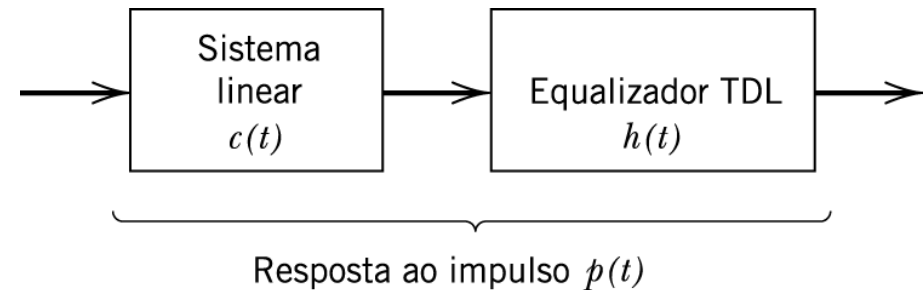 Sistema
linear
c(t)
Equalizador TDL
h(t)
Resposta ao impulso p(t)